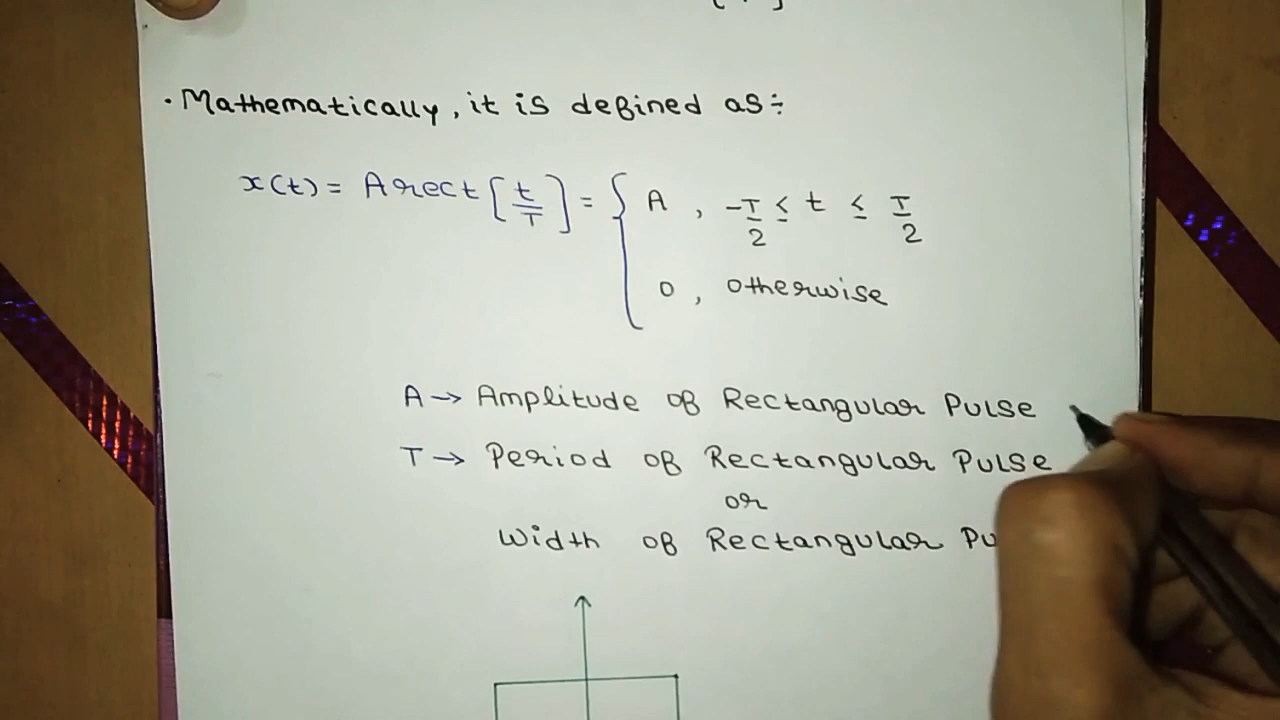 · Mathematically, it is defined as÷
x(t) = A rect [t/T] = { A , -T/2 ≤ t ≤ T/2
0 , otherwise
A → Amplitude of Rectangular Pulse
T → Period of Rectangular Pulse
or
Width of Rectangular